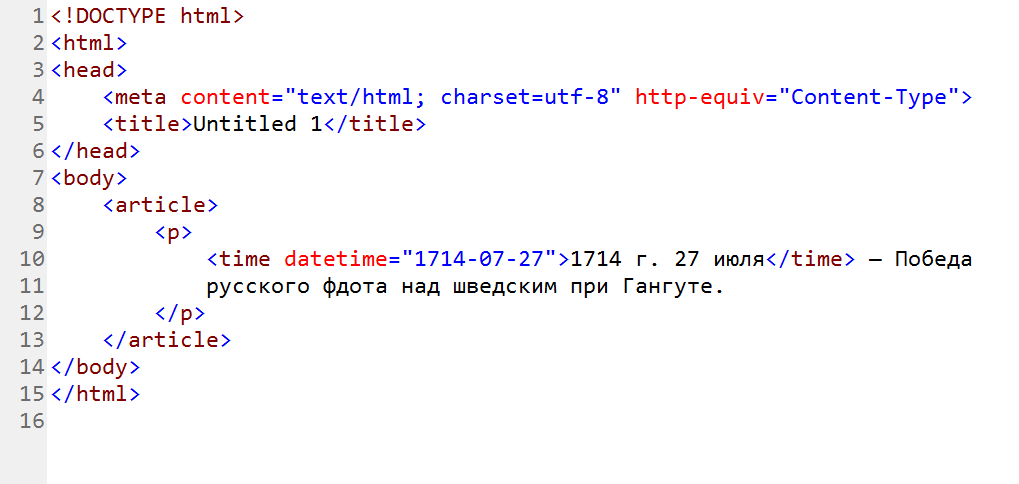 1 <!DOCTYPE html>
2 <html>
3 <head>
4     <meta content="text/html; charset=utf-8" http-equiv="Content-Type">
5     <title>Untitled 1</title>
6 </head>
7 <body>
8     <article>
9         <p>
10             <time datetime="1714-07-27">1714 г. 27 июля</time> — Победа
11             русского фдота над шведским при Гангуте.
12         </p>
13     </article>
14 </body>
15 </html>
16